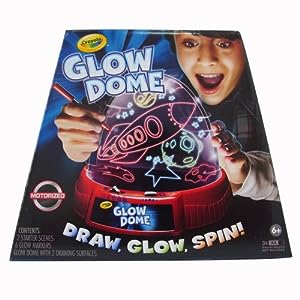 Crayola
GLOW
DOME
MOTORIZED
GLOW
DOME
DRAW, GLOW, SPIN!
CONTENTS:
2 STARTER SCENES
6 GLOW MARKERS
GLOW DOME WITH 2 DRAWING SURFACES
6+